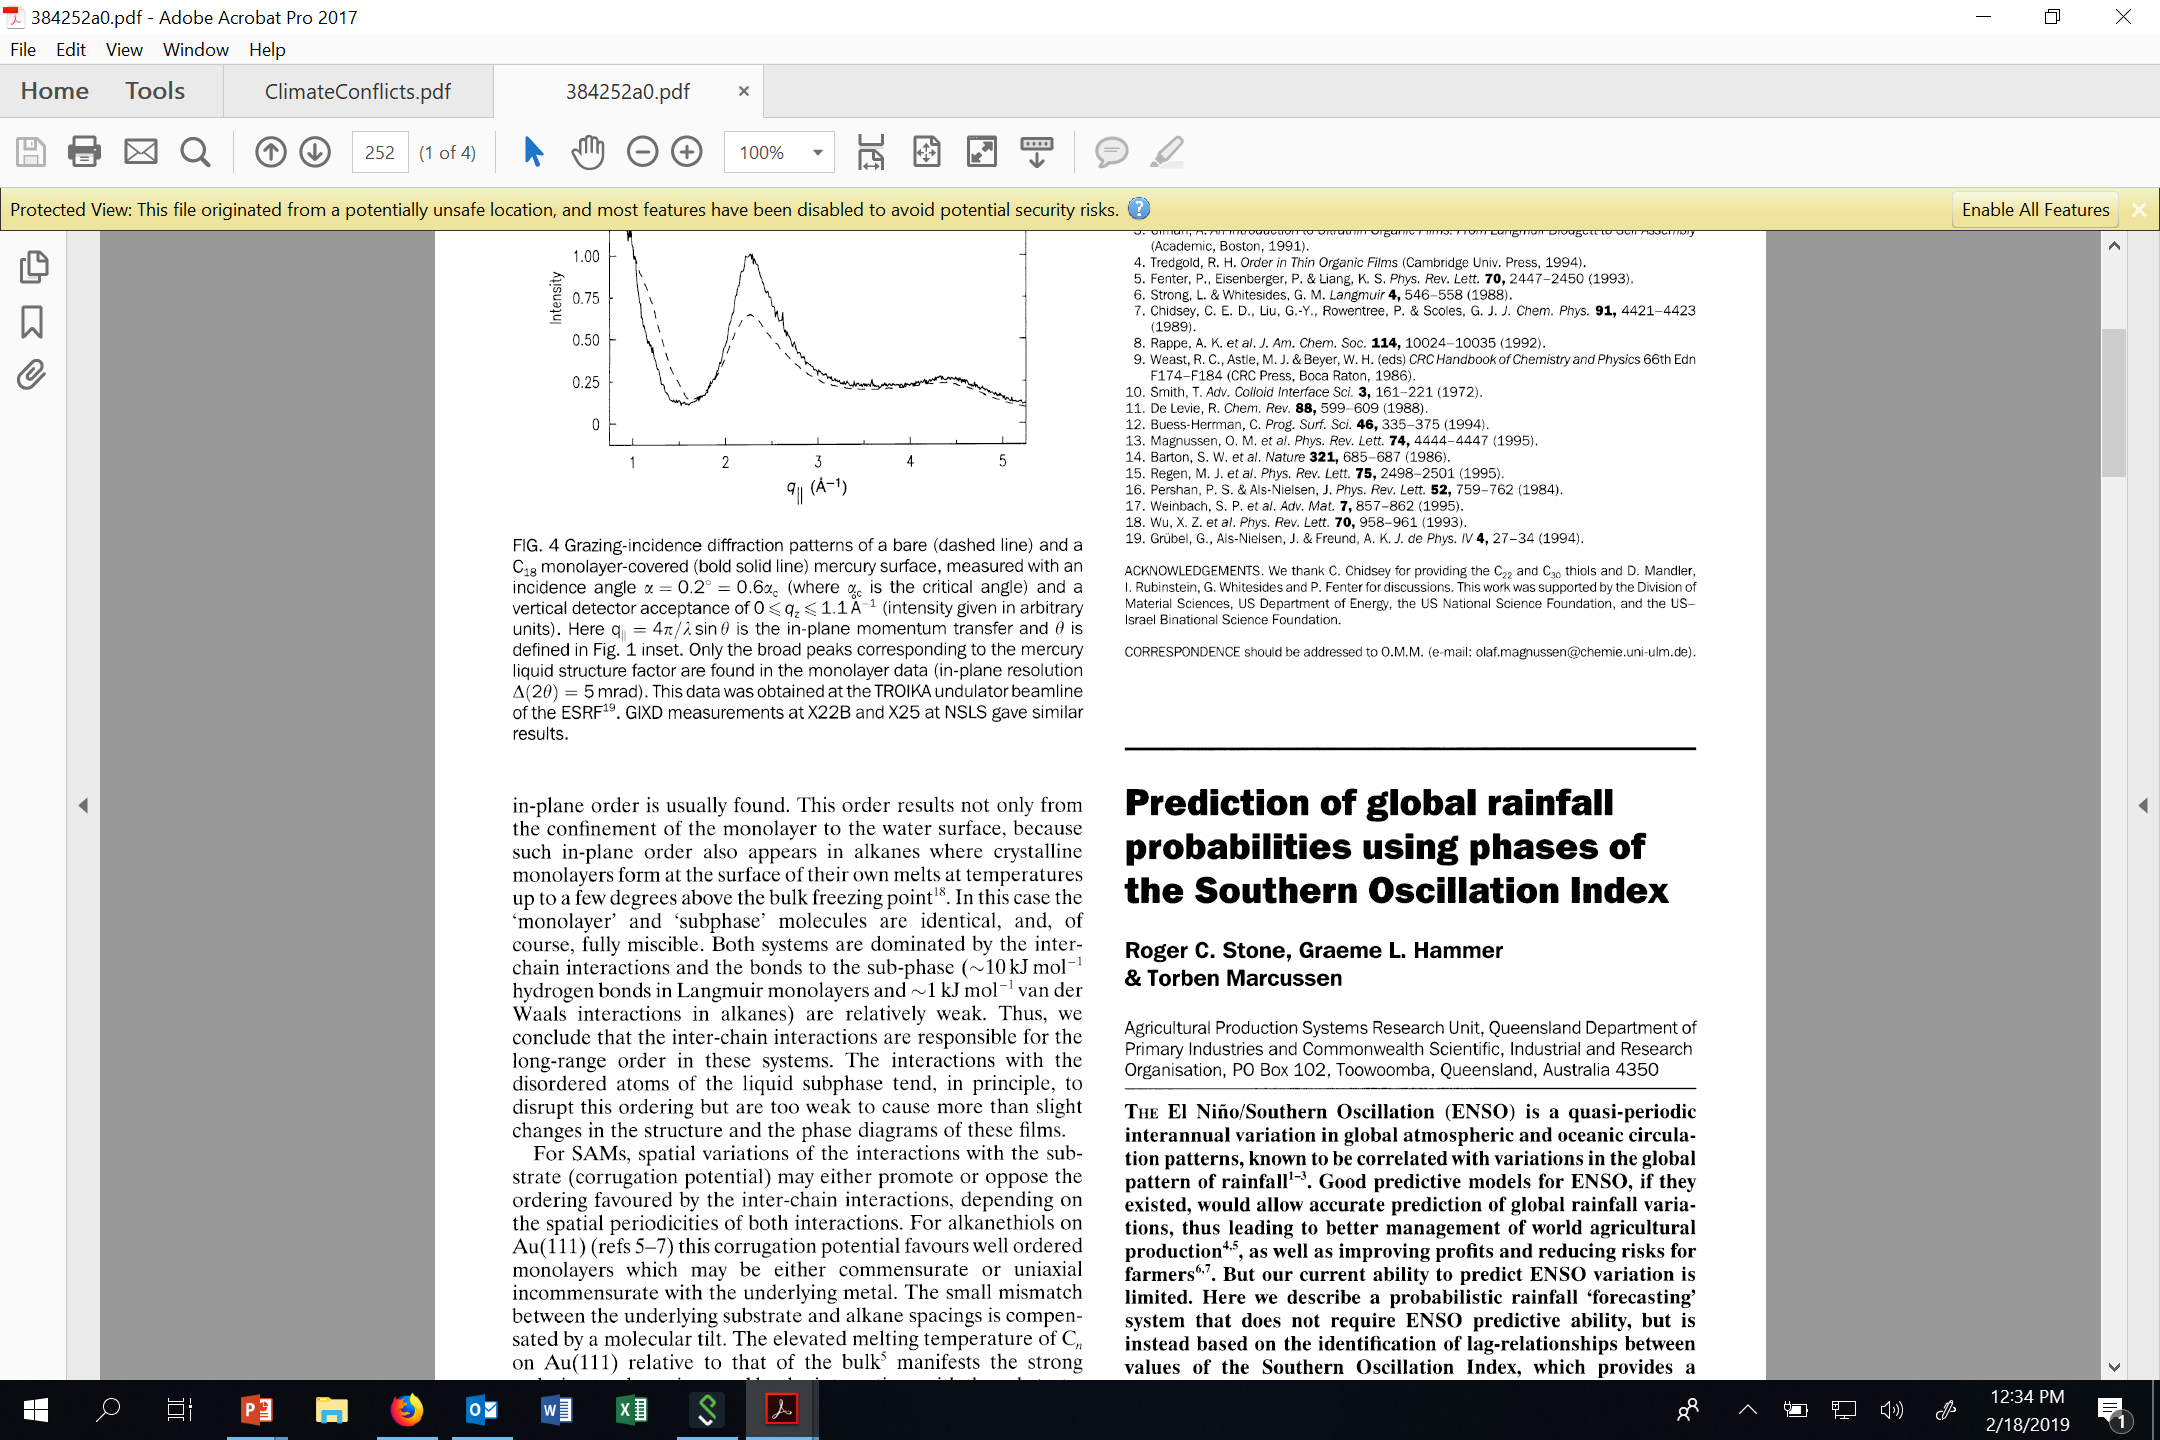 384252a0.pdf - Adobe Acrobat Pro 2017
File Edit View Window Help
Home Tools ClimateConflicts.pdf 384252a0.pdf
252 (1 of 4) 100%
Protected View: This file originated from a potentially unsafe location, and most features have been disabled to avoid potential security risks. Enable All Features
1.00
0.75
0.50
0.25
0
Intensity
1 2 3 4 5
q∥ (Å⁻¹)
FIG. 4 Grazing-incidence diffraction patterns of a bare (dashed line) and a
C₁₈ monolayer-covered (bold solid line) mercury surface, measured with an
incidence angle α = 0.2° = 0.6α꜀ (where α꜀ is the critical angle) and a
vertical detector acceptance of 0 ⩽ q_z ⩽ 1.1 Å⁻¹ (intensity given in arbitrary
units). Here q∥ = 4π/λ sin θ is the in-plane momentum transfer and θ is
defined in Fig. 1 inset. Only the broad peaks corresponding to the mercury
liquid structure factor are found in the monolayer data (in-plane resolution
Δ(2θ) = 5 mrad). This data was obtained at the TROIKA undulator beamline
of the ESRF¹⁹. GIXD measurements at X22B and X25 at NSLS gave similar
results.
in-plane order is usually found. This order results not only from
the confinement of the monolayer to the water surface, because
such in-plane order also appears in alkanes where crystalline
monolayers form at the surface of their own melts at temperatures
up to a few degrees above the bulk freezing point¹⁸. In this case the
‘monolayer’ and ‘subphase’ molecules are identical, and, of
course, fully miscible. Both systems are dominated by the inter-
chain interactions and the bonds to the sub-phase (~10 kJ mol⁻¹
hydrogen bonds in Langmuir monolayers and ~1 kJ mol⁻¹ van der
Waals interactions in alkanes) are relatively weak. Thus, we
conclude that the inter-chain interactions are responsible for the
long-range order in these systems. The interactions with the
disordered atoms of the liquid subphase tend, in principle, to
disrupt this ordering but are too weak to cause more than slight
changes in the structure and the phase diagrams of these films.
For SAMs, spatial variations of the interactions with the sub-
strate (corrugation potential) may either promote or oppose the
ordering favoured by the inter-chain interactions, depending on
the spatial periodicities of both interactions. For alkanethiols on
Au(111) (refs 5–7) this corrugation potential favours well ordered
monolayers which may be either commensurate or uniaxial
incommensurate with the underlying metal. The small mismatch
between the underlying substrate and alkane spacings is compen-
sated by a molecular tilt. The elevated melting temperature of Cₙ
on Au(111) relative to that of the bulk⁵ manifests the strong
3. Ulman, A. An Introduction to Ultrathin Organic Films: From Langmuir Blodgett to Self Assembly
(Academic, Boston, 1991).
4. Tredgold, R. H. Order in Thin Organic Films (Cambridge Univ. Press, 1994).
5. Fenter, P., Eisenberger, P. & Liang, K. S. Phys. Rev. Lett. 70, 2447–2450 (1993).
6. Strong, L. & Whitesides, G. M. Langmuir 4, 546–558 (1988).
7. Chidsey, C. E. D., Liu, G.-Y., Rowentree, P. & Scoles, G. J. J. Chem. Phys. 91, 4421–4423
(1989).
8. Rappe, A. K. et al. J. Am. Chem. Soc. 114, 10024–10035 (1992).
9. Weast, R. C., Astle, M. J. & Beyer, W. H. (eds) CRC Handbook of Chemistry and Physics 66th Edn
F174–F184 (CRC Press, Boca Raton, 1986).
10. Smith, T. Adv. Colloid Interface Sci. 3, 161–221 (1972).
11. De Levie, R. Chem. Rev. 88, 599–609 (1988).
12. Buess-Herrman, C. Prog. Surf. Sci. 46, 335–375 (1994).
13. Magnussen, O. M. et al. Phys. Rev. Lett. 74, 4444–4447 (1995).
14. Barton, S. W. et al. Nature 321, 685–687 (1986).
15. Regen, M. J. et al. Phys. Rev. Lett. 75, 2498–2501 (1995).
16. Pershan, P. S. & Als-Nielsen, J. Phys. Rev. Lett. 52, 759–762 (1984).
17. Weinbach, S. P. et al. Adv. Mat. 7, 857–862 (1995).
18. Wu, X. Z. et al. Phys. Rev. Lett. 70, 958–961 (1993).
19. Grübel, G., Als-Nielsen, J. & Freund, A. K. J. de Phys. IV 4, 27–34 (1994).
ACKNOWLEDGEMENTS. We thank C. Chidsey for providing the C₂₂ and C₃₀ thiols and D. Mandler,
I. Rubinstein, G. Whitesides and P. Fenter for discussions. This work was supported by the Division of
Material Sciences, US Department of Energy, the US National Science Foundation, and the US–
Israel Binational Science Foundation.
CORRESPONDENCE should be addressed to O.M.M. (e-mail: olaf.magnussen@chemie.uni-ulm.de).
Prediction of global rainfall
probabilities using phases of
the Southern Oscillation Index
Roger C. Stone, Graeme L. Hammer
& Torben Marcussen
Agricultural Production Systems Research Unit, Queensland Department of
Primary Industries and Commonwealth Scientific, Industrial and Research
Organisation, PO Box 102, Toowoomba, Queensland, Australia 4350
THE El Niño/Southern Oscillation (ENSO) is a quasi-periodic
interannual variation in global atmospheric and oceanic circula-
tion patterns, known to be correlated with variations in the global
pattern of rainfall¹⁻³. Good predictive models for ENSO, if they
existed, would allow accurate prediction of global rainfall varia-
tions, thus leading to better management of world agricultural
production⁴,⁵, as well as improving profits and reducing risks for
farmers⁶,⁷. But our current ability to predict ENSO variation is
limited. Here we describe a probabilistic rainfall ‘forecasting’
system that does not require ENSO predictive ability, but is
instead based on the identification of lag-relationships between
values of the Southern Oscillation Index, which provides a
12:34 PM
2/18/2019
1